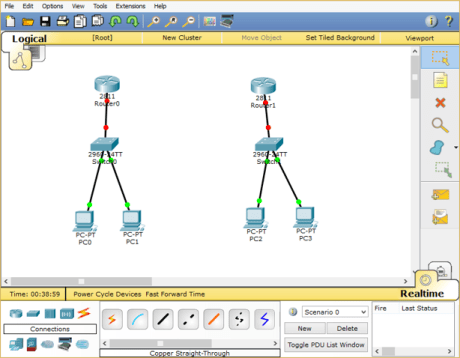 File Edit Options View Tools Extensions Help
Logical [Root] New Cluster Move Object Set Tiled Background Viewport
2811
Router0
2811
Router1
2960-24TT
Switch0
2960-24TT
PC-PT
PC0
PC-PT
PC1
PC-PT
PC2
PC-PT
PC3
Time: 00:38:59 Power Cycle Devices Fast Forward Time Realtime
Connections
Copper Straight-Through
Scenario 0
New Delete
Toggle PDU List Window
Fire Last Status